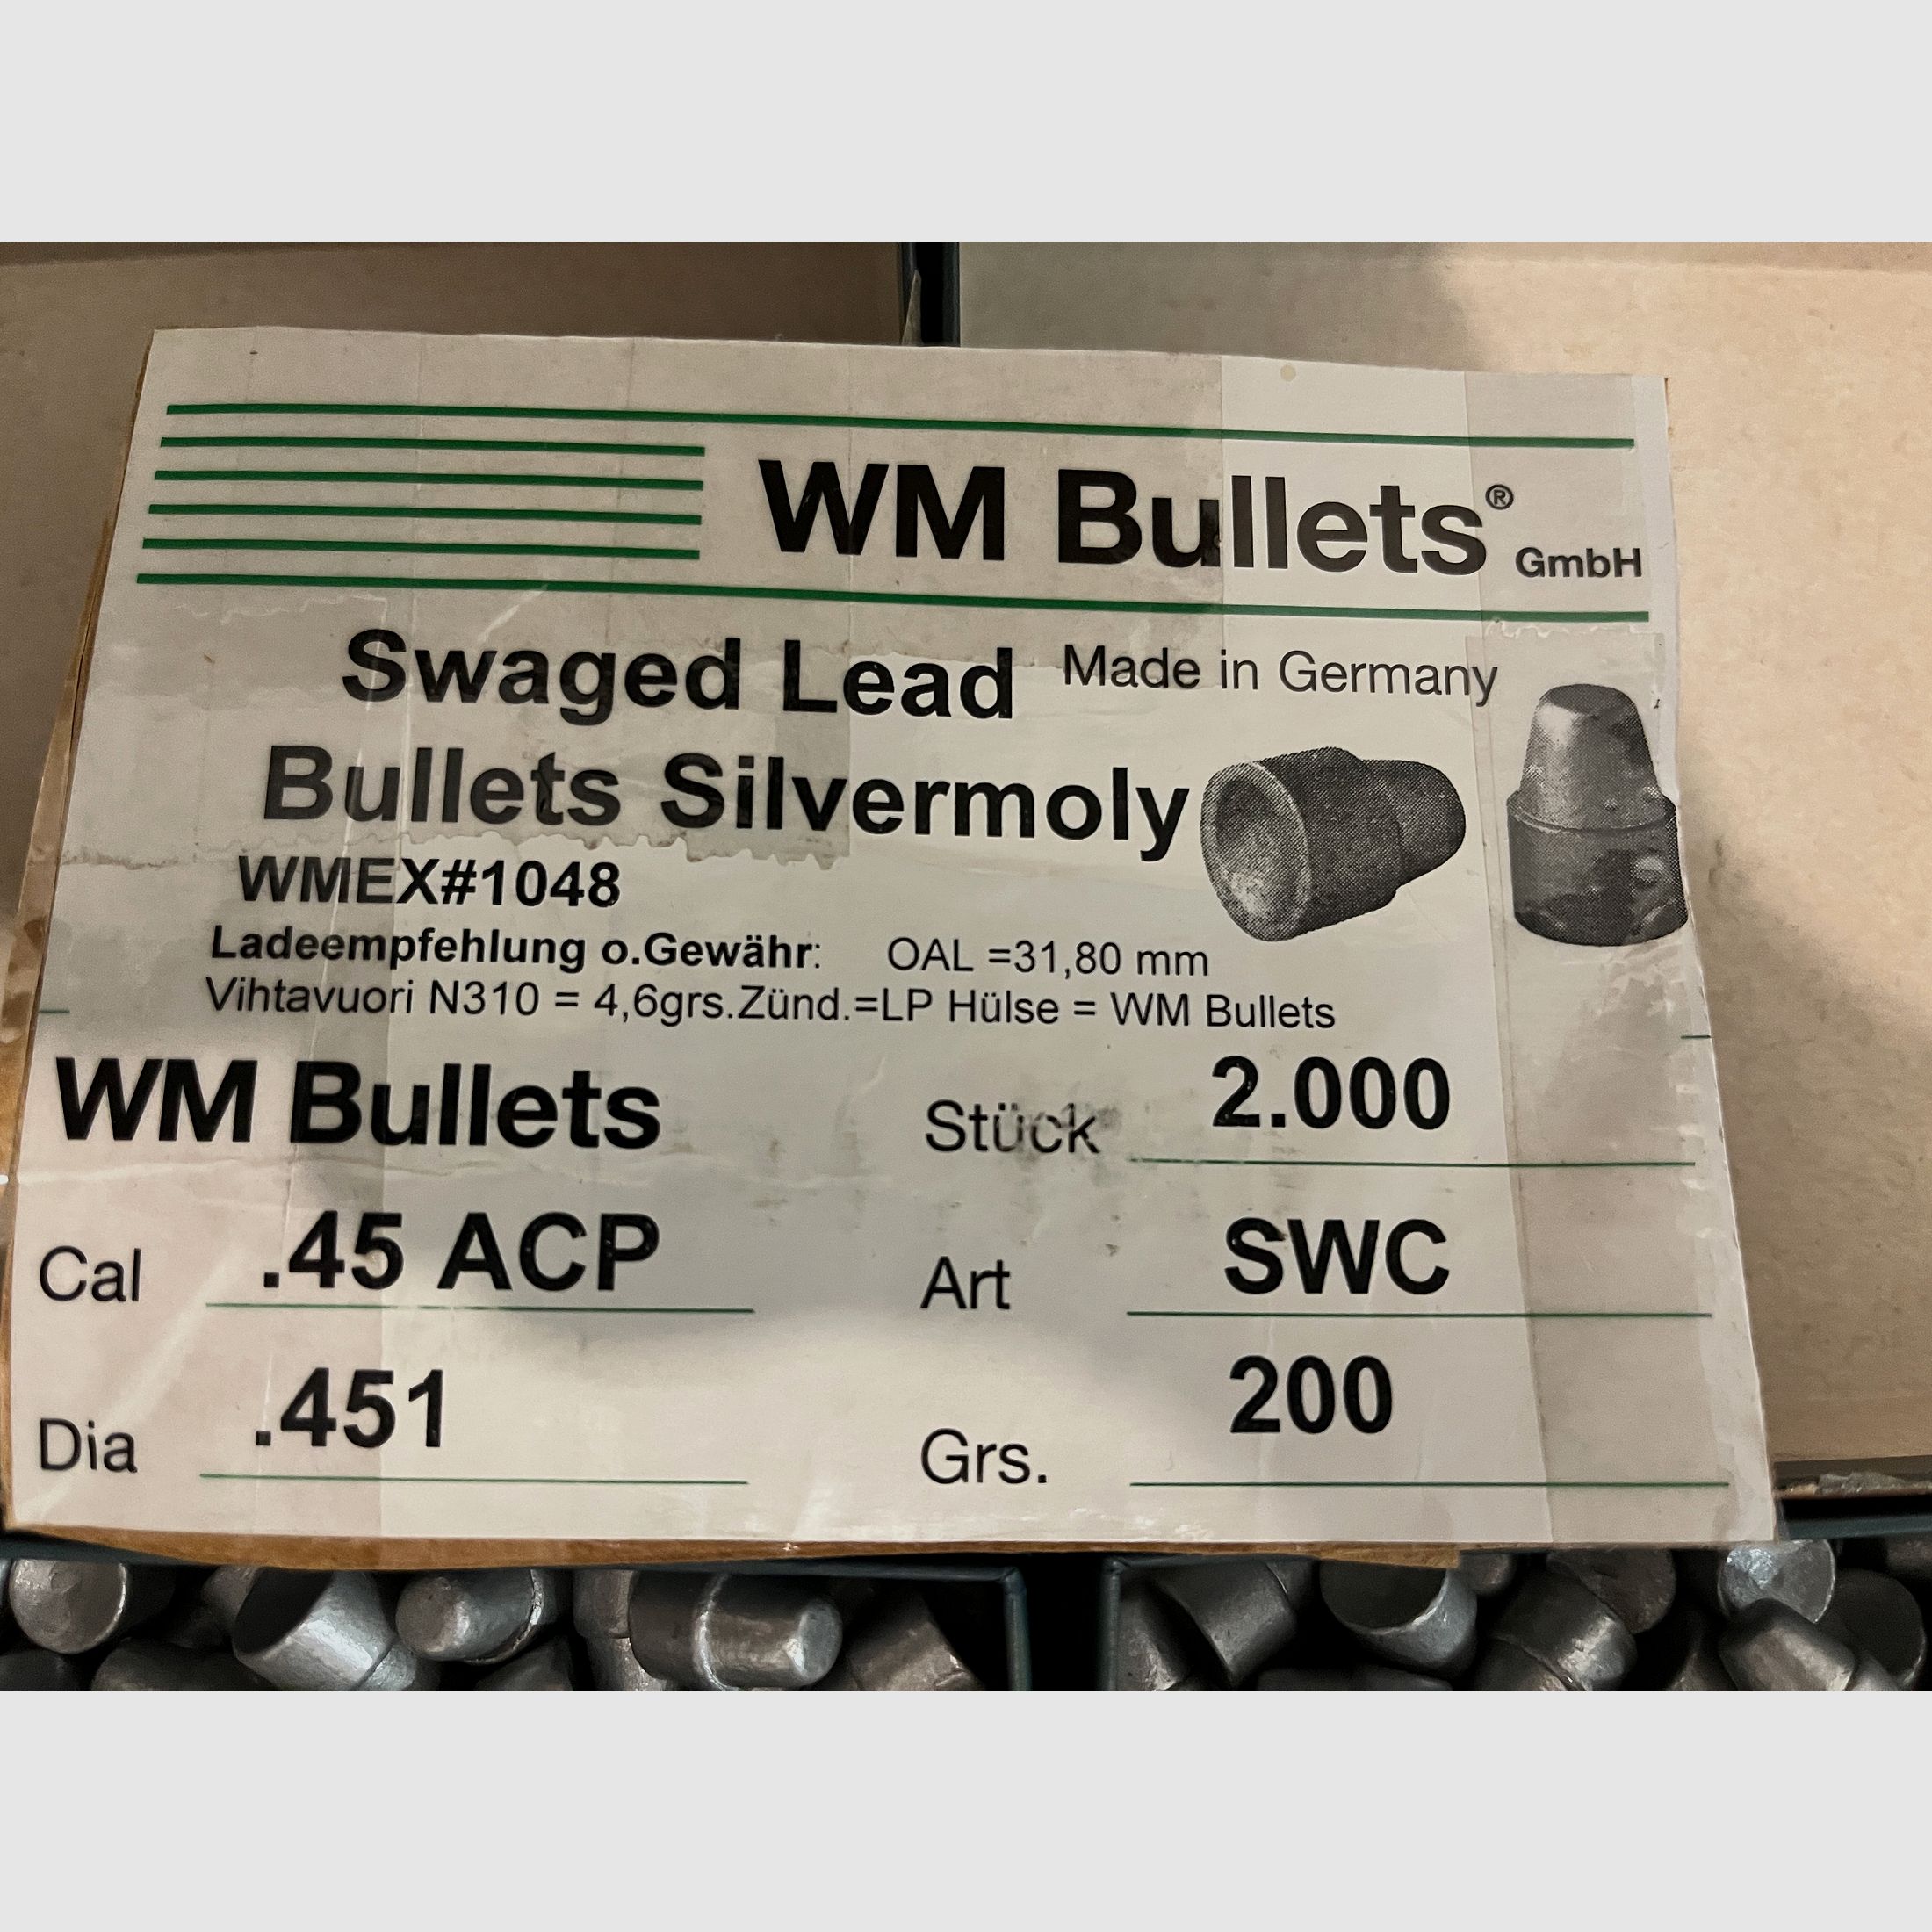 WM Bullets® GmbH
Swaged Lead Made in Germany
Bullets Silvermoly
WMEX#1048
Ladeempfehlung o.Gewähr: OAL =31,80 mm
Vihtavuori N310 = 4,6grs.Zünd.=LP Hülse = WM Bullets
WM Bullets Stück 2.000
Cal .45 ACP Art SWC
Dia .451 Grs. 200